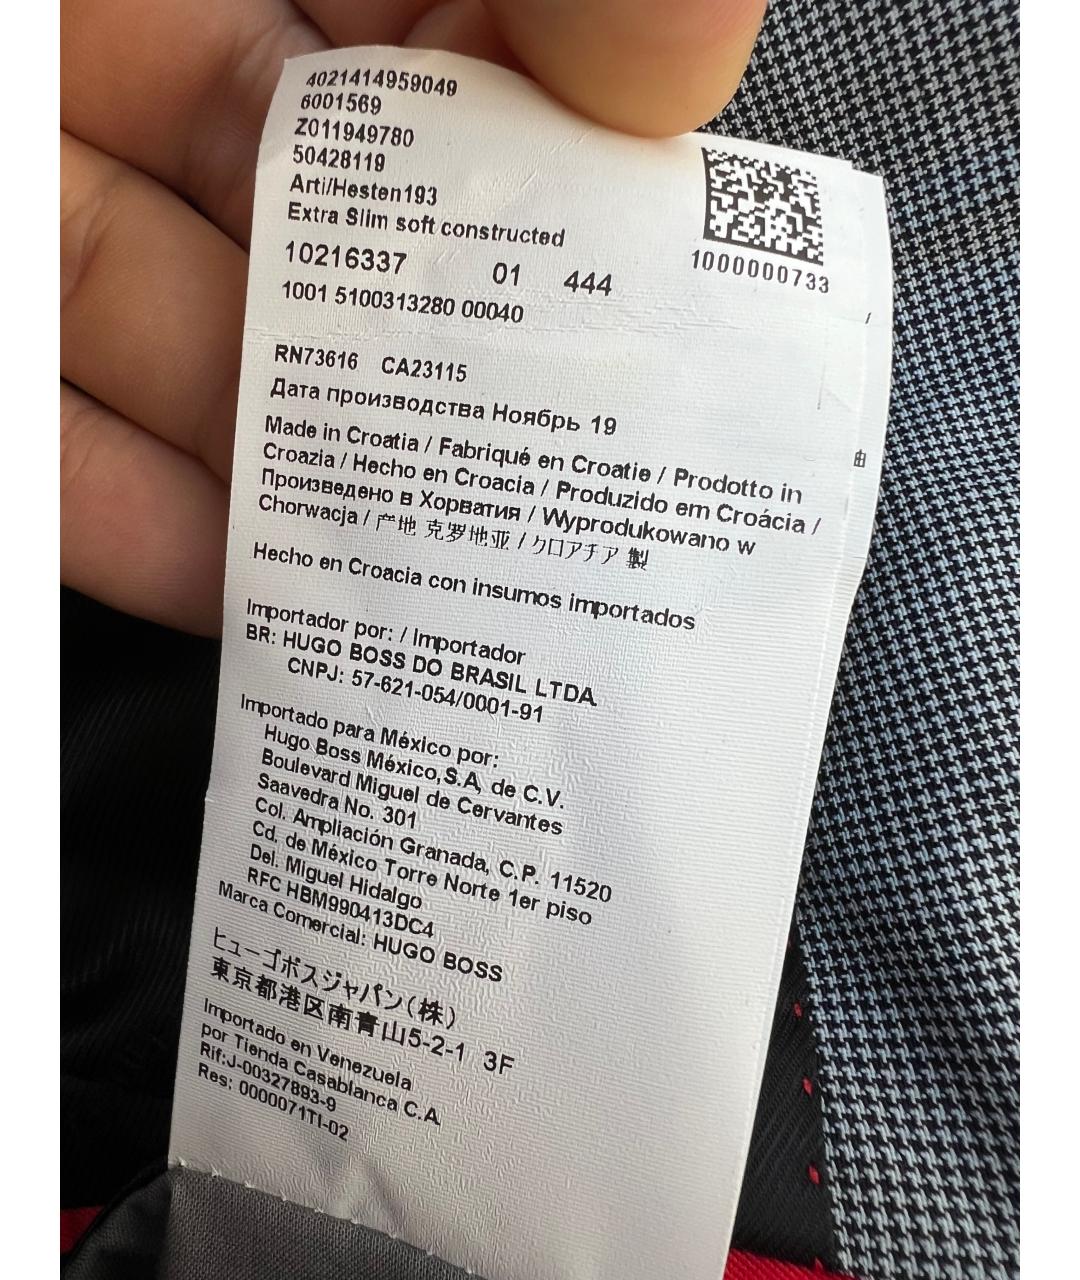 4021414959049
6001569
Z011949780
50428119
Arti/Hesten193
Extra Slim soft constructed
10216337 01 444
1000000733
1001 5100313280 00040
RN73616 CA23115
Дата производства Ноябрь 19
Made in Croatia / Fabriqué en Croatie / Prodotto in
Croazia / Hecho en Croacia / Produzido em Croácia /
Произведено в Хорватия / Wyprodukowano w
Chorwacja / 产地 克罗地亚 / クロアチア 製
Hecho en Croacia con insumos importados
Importador por: / Importador
BR: HUGO BOSS DO BRASIL LTDA
CNPJ: 57-621-054/0001-91
Importado para México por:
Hugo Boss México,S.A, de C.V.
Boulevard Miguel de Cervantes
Saavedra No. 301
Col. Ampliación Granada, C.P. 11520
Cd. de México Torre Norte 1er piso
Del. Miguel Hidalgo
RFC HBM990413DC4
Marca Comercial: HUGO BOSS
ヒューゴボスジャパン(株)
東京都港区南青山5-2-1 3F
Importado en Venezuela
por Tienda Casablanca C.A
Rif:J-00327893-9
Res: 0000071TI-02